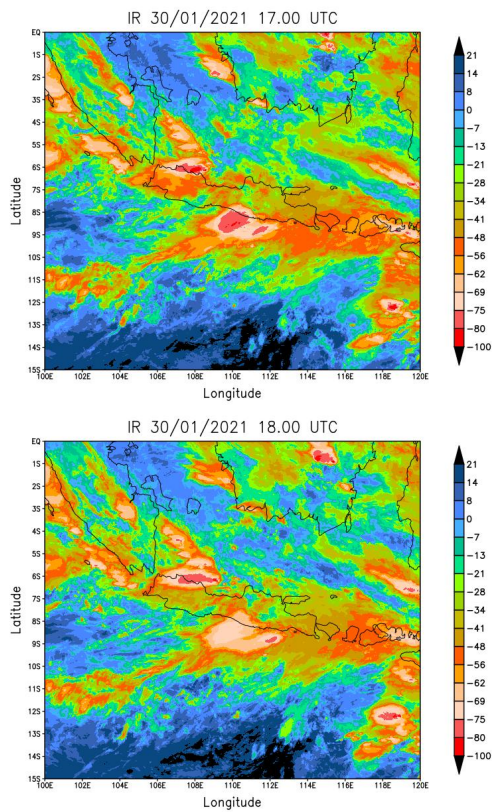 IR 30/01/2021 17.00 UTC
EQ
1S
2S
3S
4S
5S
6S
7S
8S
9S
10S
11S
12S
13S
14S
15S
Latitude
100E 102E 104E 106E 108E 110E 112E 114E 116E 118E 120E
Longitude
21
14
8
0
-7
-13
-21
-28
-34
-41
-48
-56
-62
-69
-75
-80
-100
IR 30/01/2021 18.00 UTC
EQ
1S
2S
3S
4S
5S
6S
7S
8S
9S
10S
11S
12S
13S
14S
15S
Latitude
100E 102E 104E 106E 108E 110E 112E 114E 116E 118E 120E
Longitude
21
14
8
0
-7
-13
-21
-28
-34
-41
-48
-56
-62
-69
-75
-80
-100